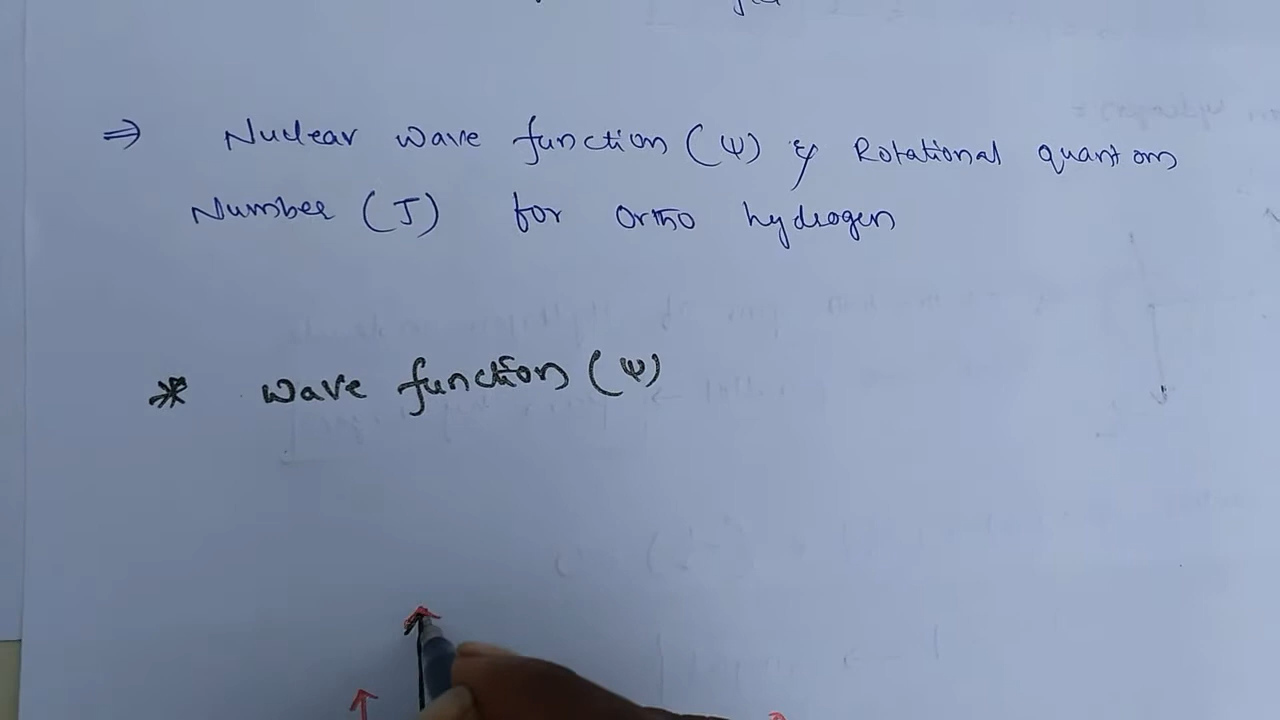 ⇒ Nuclear wave function (Ψ) & Rotational quantum
Number (J) for ortho hydrogen
* wave function (Ψ)